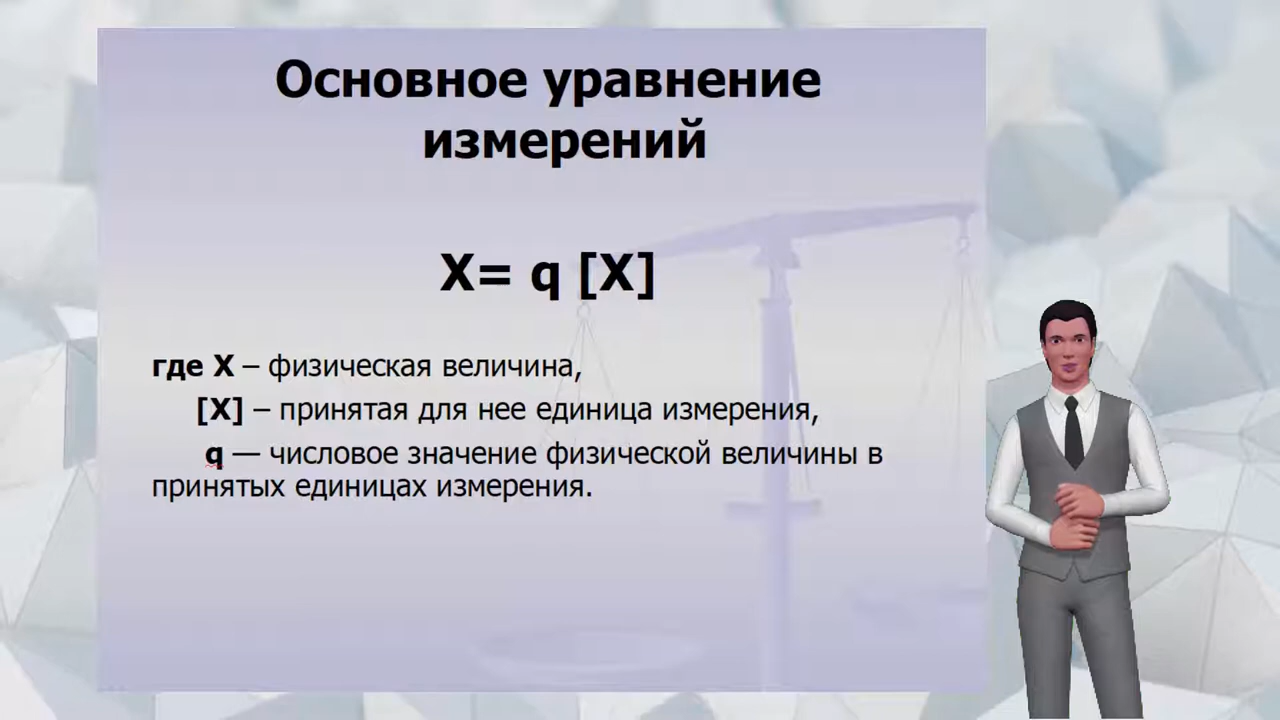 Основное уравнение
измерений
X= q [X]
где X – физическая величина,
[X] – принятая для нее единица измерения,
q — числовое значение физической величины в
принятых единицах измерения.